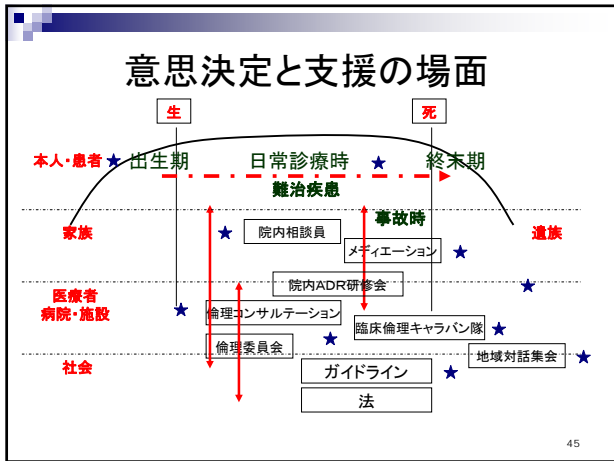 意思決定と支援の場面
生
死
本人・患者
出生期
日常診療時
終末期
難治疾患
事故時
家族
遺族
院内相談員
メディエーション
院内ADR研修会
医療者
病院・施設
倫理コンサルテーション
臨床倫理キャラバン隊
倫理委員会
地域対話集会
社会
ガイドライン
法
45